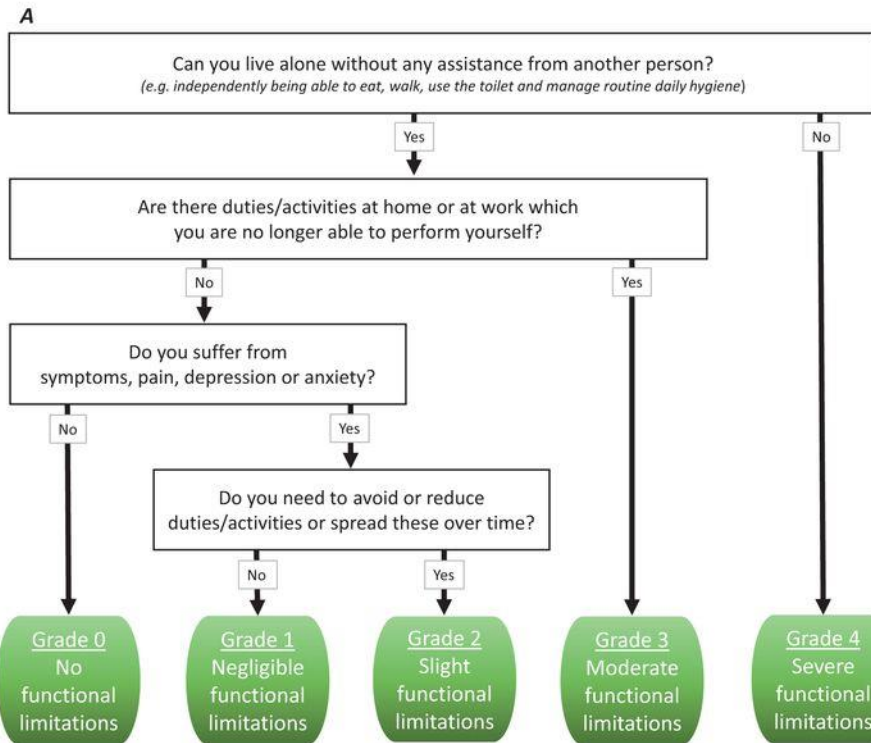 A
Can you live alone without any assistance from another person?
(e.g. independently being able to eat, walk, use the toilet and manage routine daily hygiene)
Yes
No
Are there duties/activities at home or at work which
you are no longer able to perform yourself?
No
Yes
Do you suffer from
symptoms, pain, depression or anxiety?
No
Yes
Do you need to avoid or reduce
duties/activities or spread these over time?
No
Yes
Grade 0
No
functional
limitations
Grade 1
Negligible
functional
limitations
Grade 2
Slight
functional
limitations
Grade 3
Moderate
functional
limitations
Grade 4
Severe
functional
limitations